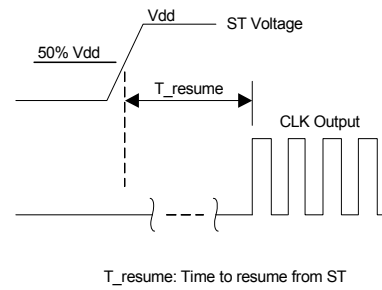 Vdd
ST Voltage
50% Vdd
T_resume
CLK Output
T_resume: Time to resume from ST